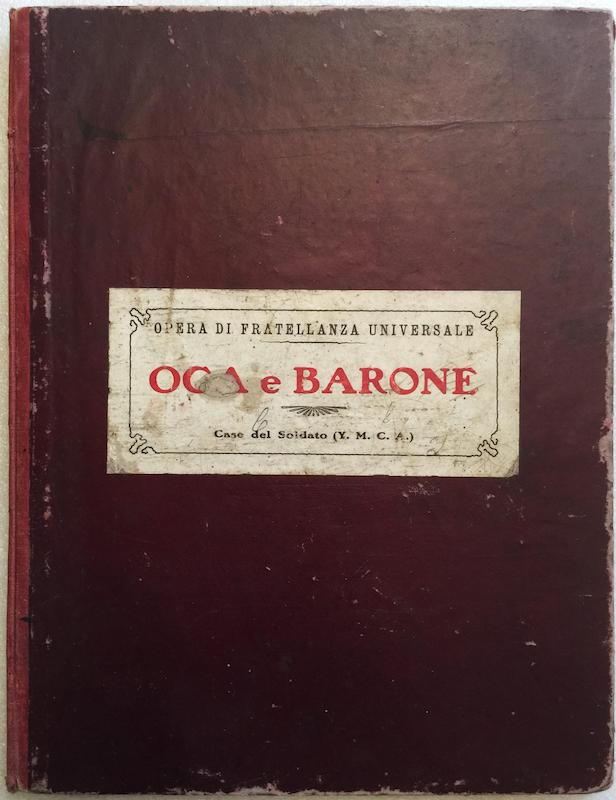 OPERA DI FRATELLANZA UNIVERSALE
OCA e BARONE
Case del Soldato (Y. M. C. A.)